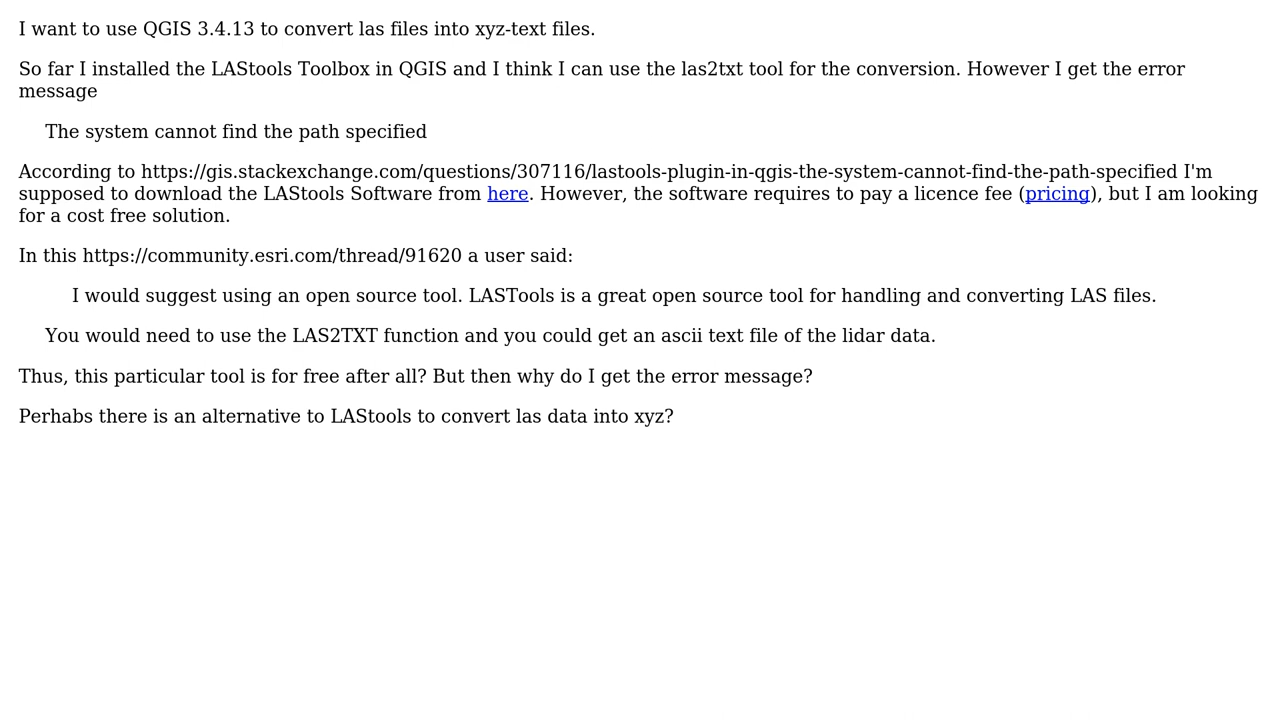 I want to use QGIS 3.4.13 to convert las files into xyz-text files.
So far I installed the LAStools Toolbox in QGIS and I think I can use the las2txt tool for the conversion. However I get the error
message
The system cannot find the path specified
According to https://gis.stackexchange.com/questions/307116/lastools-plugin-in-qgis-the-system-cannot-find-the-path-specified I'm
supposed to download the LAStools Software from here. However, the software requires to pay a licence fee (pricing), but I am looking
for a cost free solution.
In this https://community.esri.com/thread/91620 a user said:
I would suggest using an open source tool. LASTools is a great open source tool for handling and converting LAS files.
You would need to use the LAS2TXT function and you could get an ascii text file of the lidar data.
Thus, this particular tool is for free after all? But then why do I get the error message?
Perhabs there is an alternative to LAStools to convert las data into xyz?